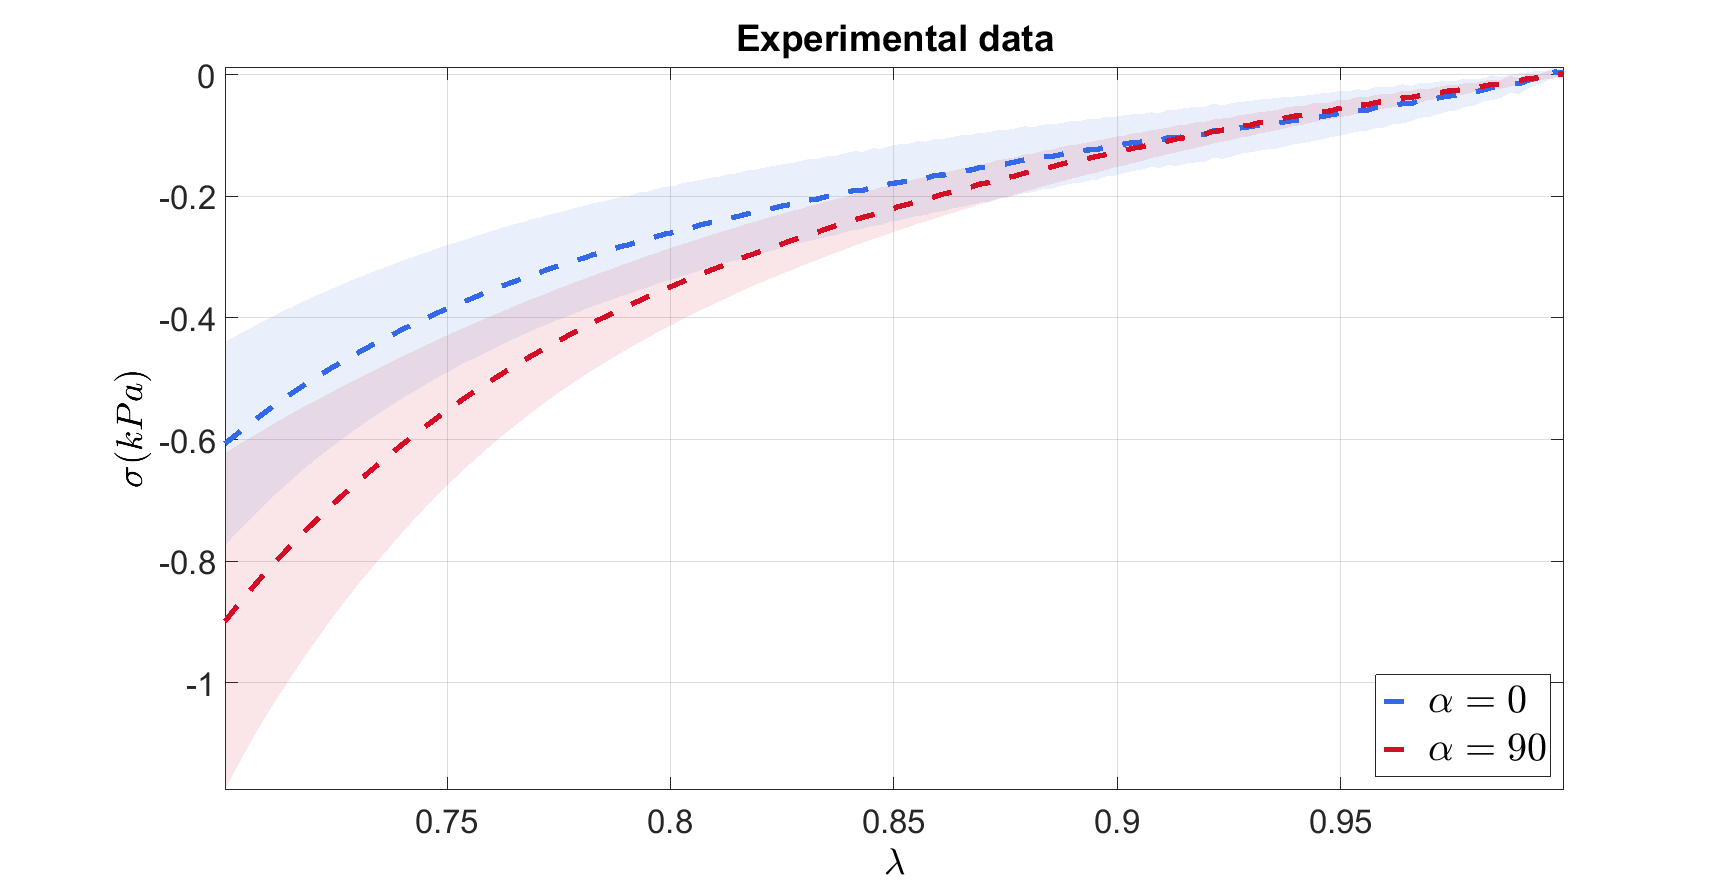 Experimental data
0
-0.2
-0.4
-0.6
-0.8
-1
σ(kPa)
0.75 0.8 0.85 0.9 0.95
λ
α = 0
α = 90